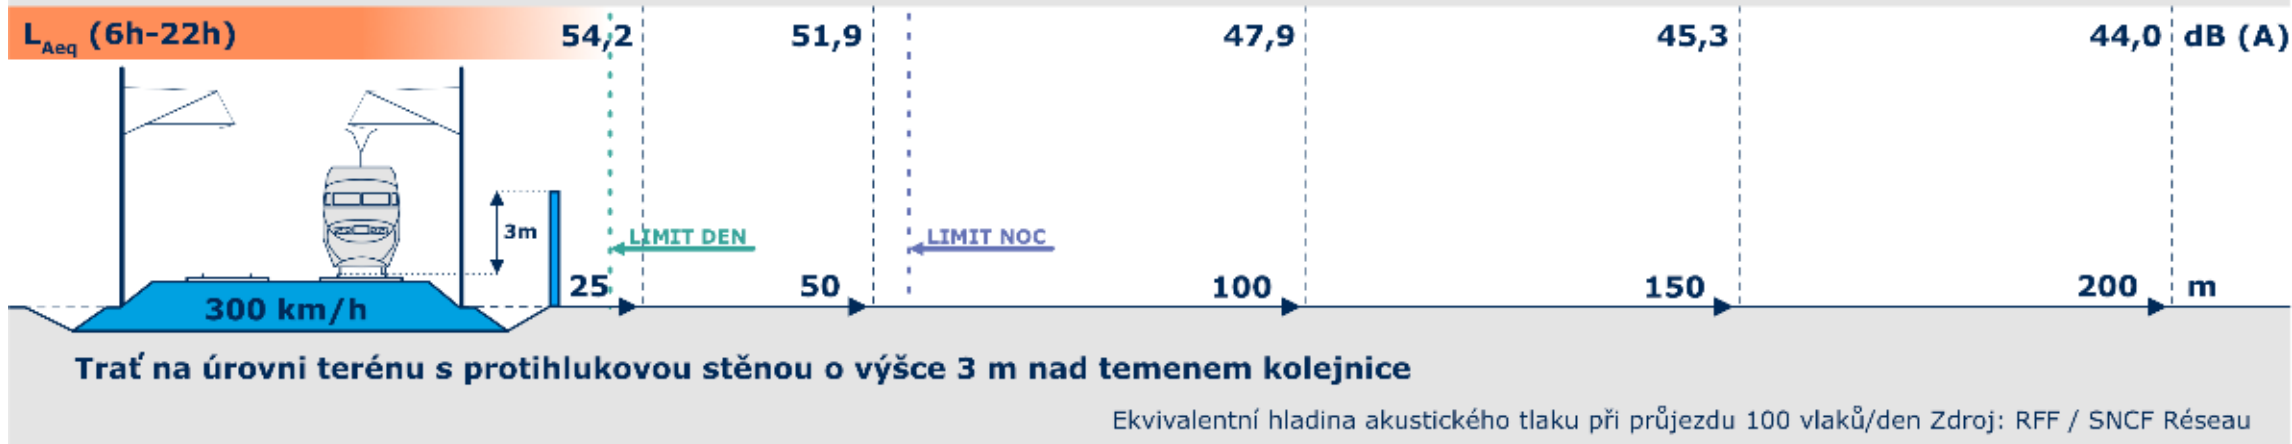 LAeq (6h-22h) 54,2 51,9 47,9 45,3 44,0 dB (A)
3m
LIMIT DEN LIMIT NOC
25 50 100 150 200 m
300 km/h
Trať na úrovni terénu s protihlukovou stěnou o výšce 3 m nad temenem kolejnice
Ekvivalentní hladina akustického tlaku při průjezdu 100 vlaků/den Zdroj: RFF / SNCF Réseau